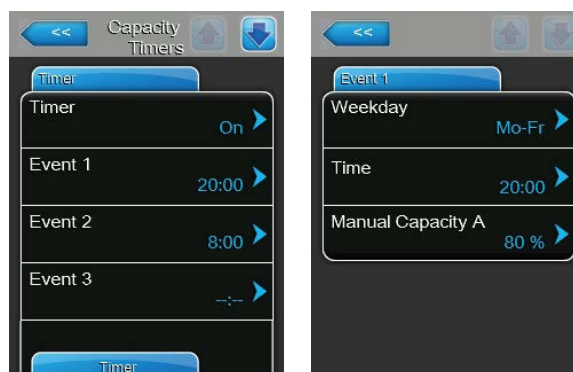 <<
Capacity
Timers
Timer
Timer
On
Event 1
20:00
Event 2
8:00
Event 3
--:--
Timer
<<
Event 1
Weekday
Mo-Fr
Time
20:00
Manual Capacity A
80 %